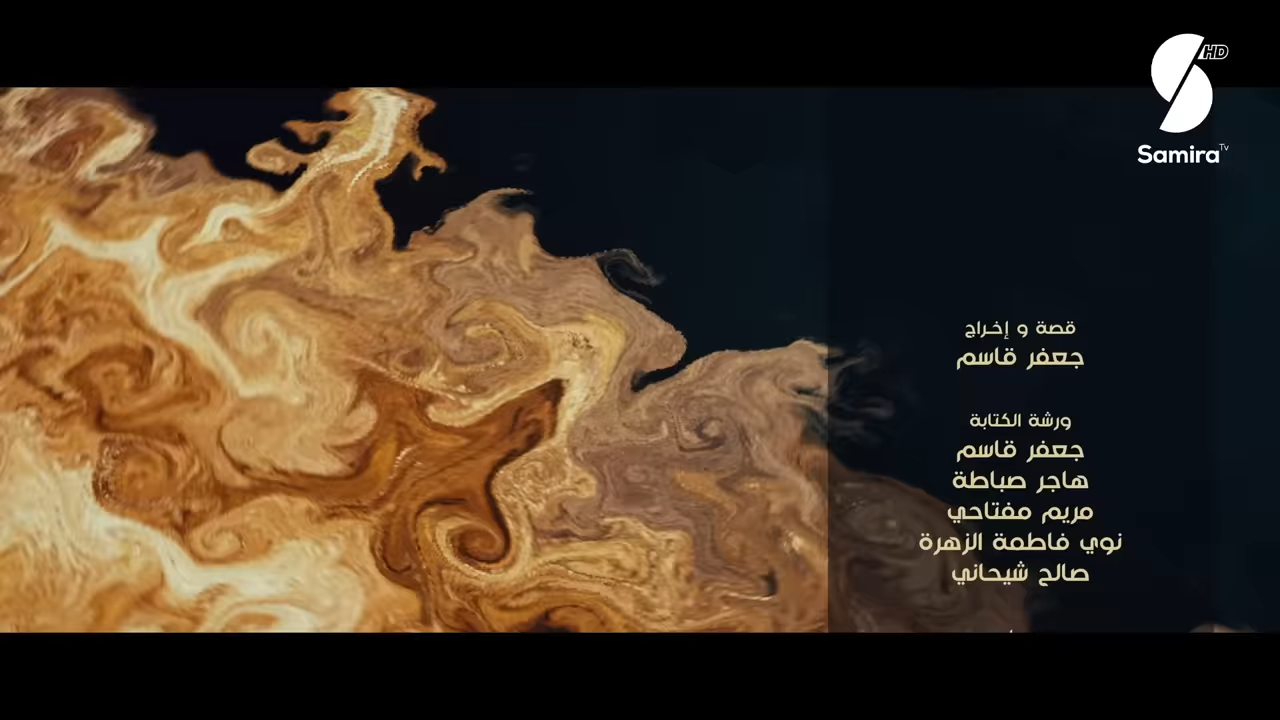 HD
Samira Tv
قصة و إخراج
جعفر قاسم
ورشة الكتابة
جعفر قاسم
هاجر صباطة
مريم مفتاحي
نوي فاطمة الزهرة
صالح شيحاني